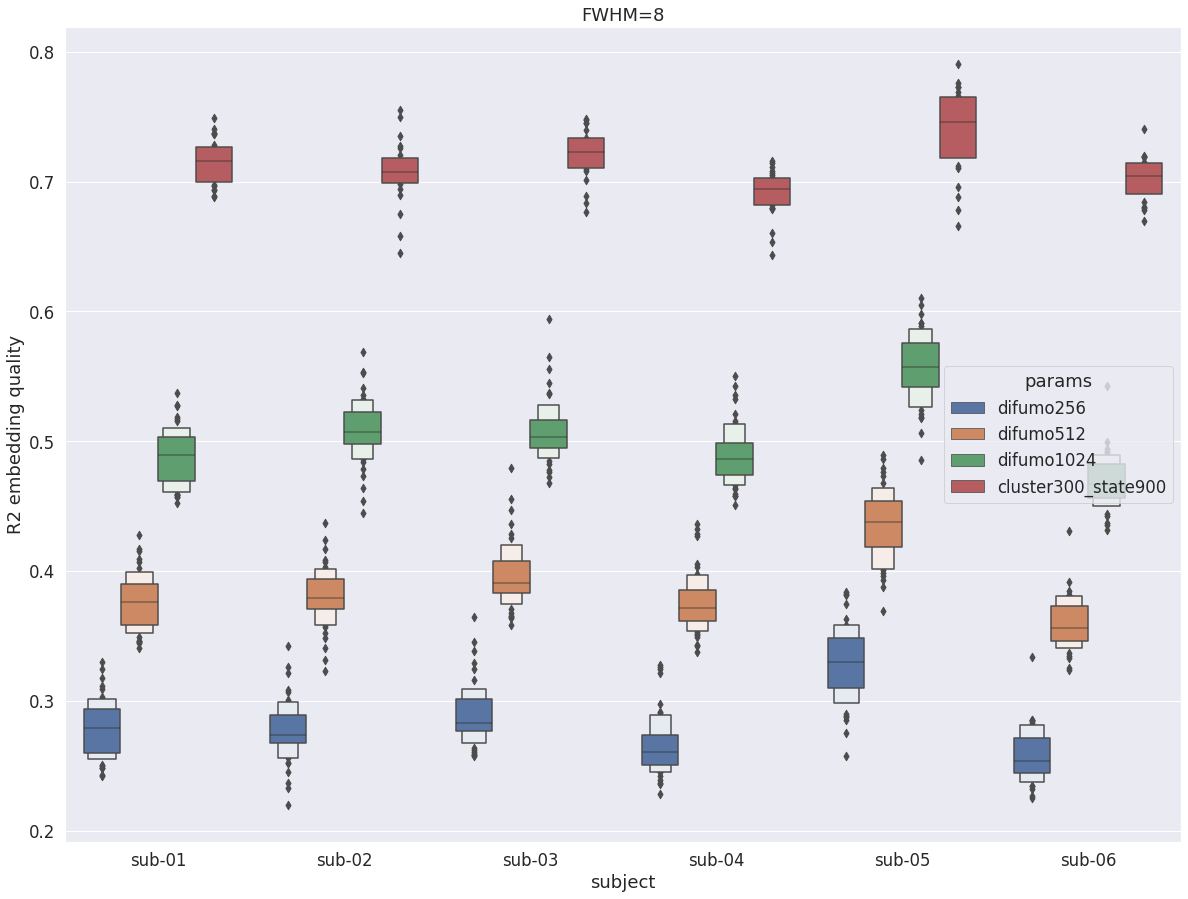 FWHM=8
0.8
0.7
0.6
0.5
0.4
0.3
0.2
R2 embedding quality
params
difumo256
difumo512
difumo1024
cluster300_state900
sub-01 sub-02 sub-03 sub-04 sub-05 sub-06
subject